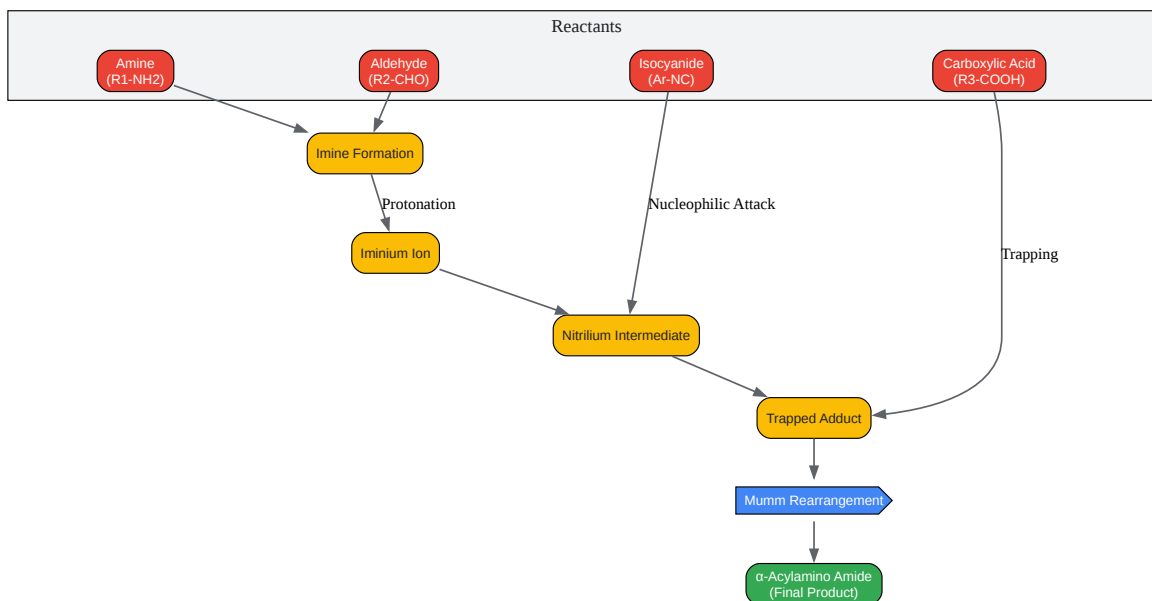 Reactants
Amine
(R1-NH2)
Aldehyde
(R2-CHO)
Isocyanide
(Ar-NC)
Carboxylic Acid
(R3-COOH)
Imine Formation
Protonation
Nucleophilic Attack
Iminium Ion
Trapping
Nitrilium Intermediate
Trapped Adduct
Mumm Rearrangement
α-Acylamino Amide
(Final Product)